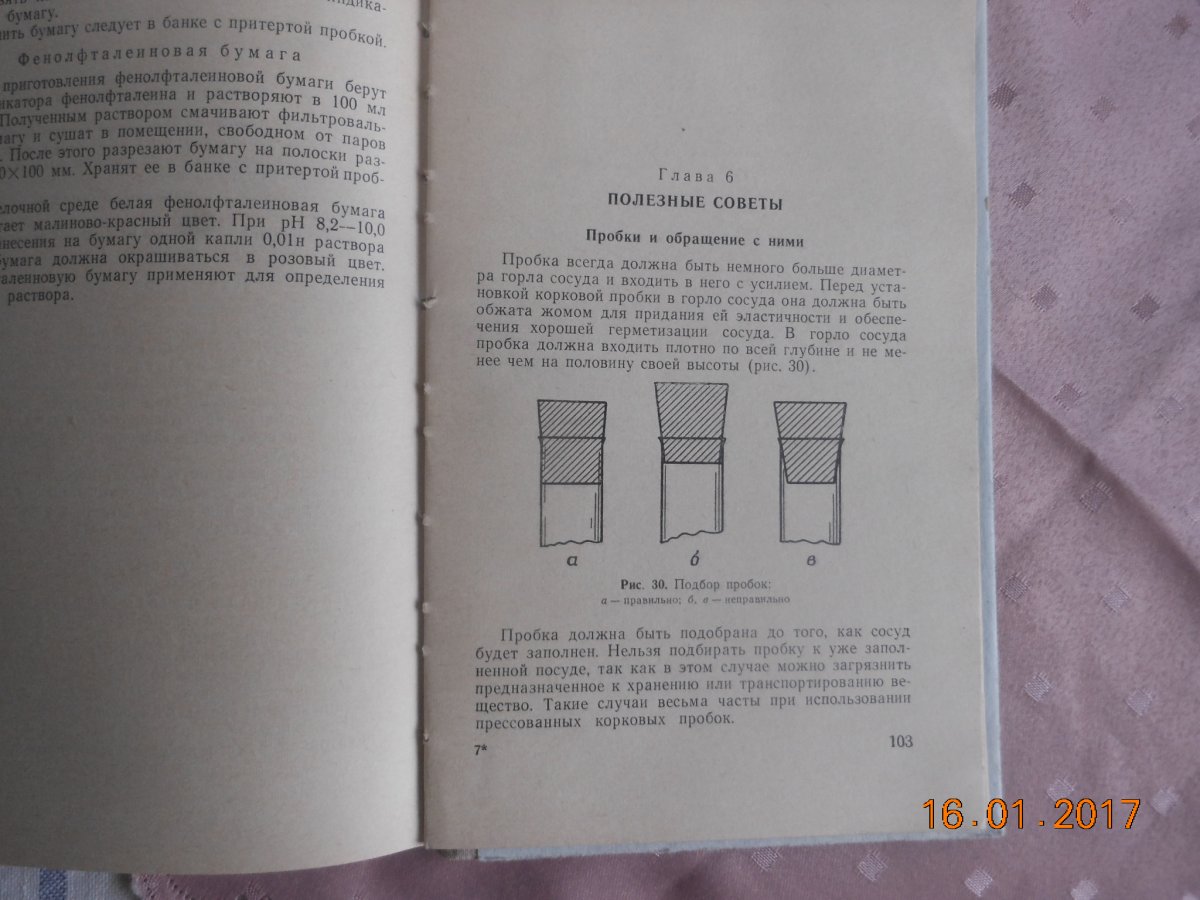 бумагу.
бумагу следует в банке с притертой пробкой.
Фенолфталеиновая бумага
приготовления фенолфталеиновой бумаги берут
фенолфталеина и растворяют в 100 мл
Полученным раствором смачивают фильтроваль-
и сушат в помещении, свободном от паров
. После этого разрезают бумагу на полоски раз-
0×100 мм. Хранят ее в банке с притертой проб-
среде белая фенолфталеиновая бумага
малиново-красный цвет. При pH 8,2—10,0
на бумагу одной капли 0,01н раствора
бумага должна окрашиваться в розовый цвет.
бумагу применяют для определения
раствора.
Глава 6
ПОЛЕЗНЫЕ СОВЕТЫ
Пробки и обращение с ними
Пробка всегда должна быть немного больше диамет-
ра горла сосуда и входить в него с усилием. Перед уста-
новкой корковой пробки в горло сосуда она должна быть
обжата жомом для придания ей эластичности и обеспе-
чения хорошей герметизации сосуда. В горло сосуда
пробка должна входить плотно по всей глубине и не ме-
нее чем на половину своей высоты (рис. 30).
а б в
Рис. 30. Подбор пробок:
а — правильно; б, в — неправильно
Пробка должна быть подобрана до того, как сосуд
будет заполнен. Нельзя подбирать пробку к уже запол-
ненной посуде, так как в этом случае можно загрязнить
предназначенное к хранению или транспортированию ве-
щество. Такие случаи весьма часты при использовании
прессованных корковых пробок.
7*
103
16.01.2017